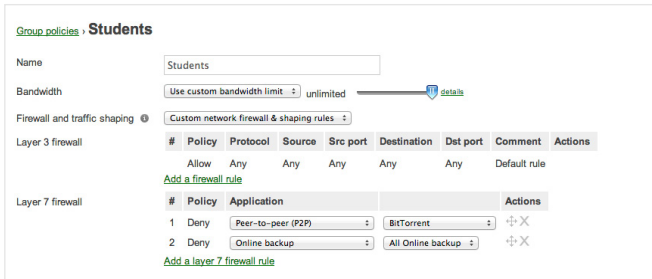 Group policies › Students
Name Students
Bandwidth Use custom bandwidth limit unlimited details
Firewall and traffic shaping i Custom network firewall & shaping rules
Layer 3 firewall # Policy Protocol Source Src port Destination Dst port Comment Actions
Allow Any Any Any Any Any Default rule
Add a firewall rule
Layer 7 firewall # Policy Application Actions
1 Deny Peer-to-peer (P2P) BitTorrent X
2 Deny Online backup All Online backup X
Add a layer 7 firewall rule